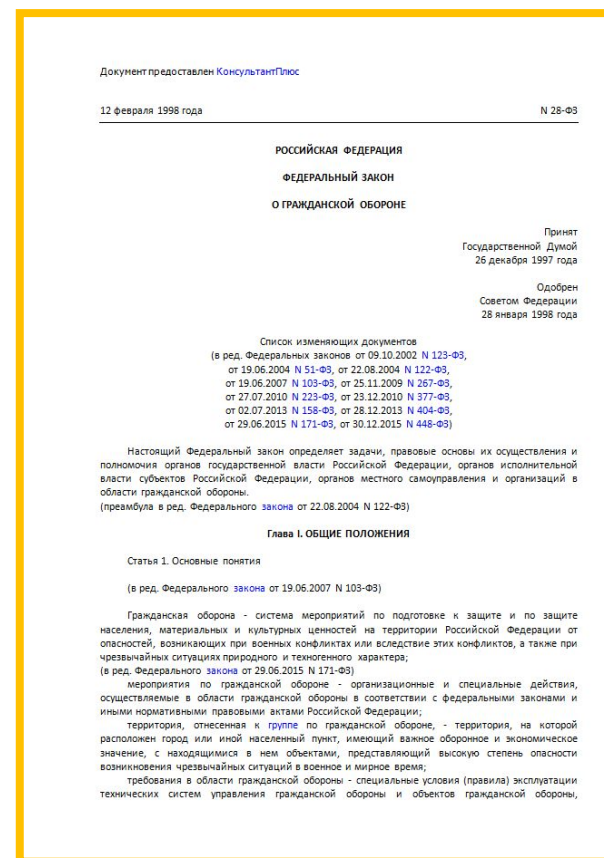 Документ предоставлен КонсультантПлюс
12 февраля 1998 года N 28-ФЗ
РОССИЙСКАЯ ФЕДЕРАЦИЯ
ФЕДЕРАЛЬНЫЙ ЗАКОН
О ГРАЖДАНСКОЙ ОБОРОНЕ
Принят
Государственной Думой
26 декабря 1997 года
Одобрен
Советом Федерации
28 января 1998 года
Список изменяющих документов
(в ред. Федеральных законов от 09.10.2002 N 123-ФЗ,
от 19.06.2004 N 51-ФЗ, от 22.08.2004 N 122-ФЗ,
от 19.06.2007 N 103-ФЗ, от 25.11.2009 N 267-ФЗ,
от 27.07.2010 N 223-ФЗ, от 23.12.2010 N 377-ФЗ,
от 02.07.2013 N 158-ФЗ, от 28.12.2013 N 404-ФЗ,
от 29.06.2015 N 171-ФЗ, от 30.12.2015 N 448-ФЗ)
Настоящий Федеральный закон определяет задачи, правовые основы их осуществления и
полномочия органов государственной власти Российской Федерации, органов исполнительной
власти субъектов Российской Федерации, органов местного самоуправления и организаций в
области гражданской обороны.
(преамбула в ред. Федерального закона от 22.08.2004 N 122-ФЗ)
Глава I. ОБЩИЕ ПОЛОЖЕНИЯ
Статья 1. Основные понятия
(в ред. Федерального закона от 19.06.2007 N 103-ФЗ)
Гражданская оборона - система мероприятий по подготовке к защите и по защите
населения, материальных и культурных ценностей на территории Российской Федерации от
опасностей, возникающих при военных конфликтах или вследствие этих конфликтов, а также при
чрезвычайных ситуациях природного и техногенного характера;
(в ред. Федерального закона от 29.06.2015 N 171-ФЗ)
мероприятия по гражданской обороне - организационные и специальные действия,
осуществляемые в области гражданской обороны в соответствии с федеральными законами и
иными нормативными правовыми актами Российской Федерации;
территория, отнесенная к группе по гражданской обороне, - территория, на которой
расположен город или иной населенный пункт, имеющий важное оборонное и экономическое
значение, с находящимися в нем объектами, представляющий высокую степень опасности
возникновения чрезвычайных ситуаций в военное и мирное время;
требования в области гражданской обороны - специальные условия (правила) эксплуатации
технических систем управления гражданской обороны и объектов гражданской обороны,